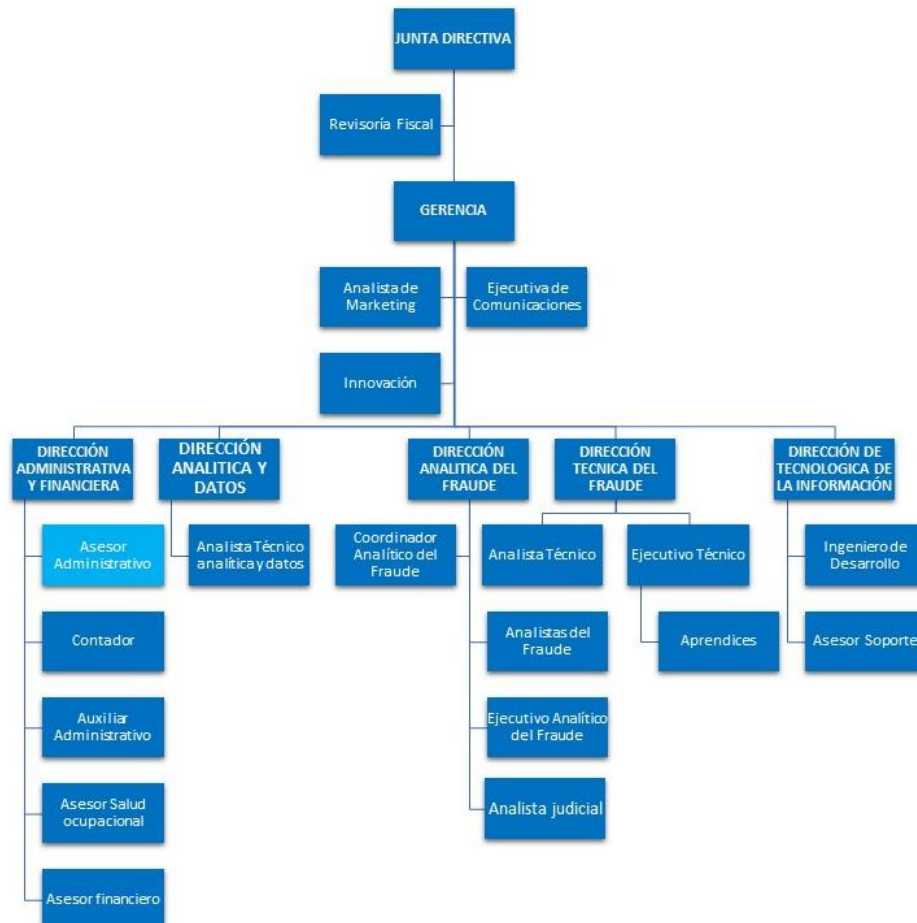 JUNTA DIRECTIVA
Revisoría Fiscal
GERENCIA
Analista de
Marketing
Ejecutiva de
Comunicaciones
Innovación
DIRECCIÓN
ADMINISTRATIVA
Y FINANCIERA
DIRECCIÓN
ANALITICA Y
DATOS
DIRECCIÓN
ANALITICA DEL
FRAUDE
DIRECCIÓN
TECNICA DEL
FRAUDE
DIRECCIÓN DE
TECNOLOGICA DE
LA INFORMACIÓN
Asesor
Administrativo
Analista Técnico
analítica y datos
Coordinador
Analítico del
Fraude
Analista Técnico
Ejecutivo Técnico
Ingeniero de
Desarrollo
Contador
Analistas del
Fraude
Aprendices
Asesor Soporte
Auxiliar
Administrativo
Ejecutivo Analítico
del Fraude
Asesor Salud
ocupacional
Analista judicial
Asesor financiero